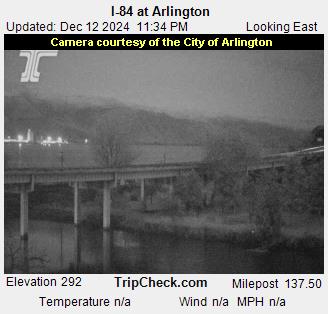 I-84 at Arlington
Updated: Dec 12 2024 11:34 PM Looking East
Camera courtesy of the City of Arlington
Elevation 292 TripCheck.com Milepost 137.50
Temperature n/a Wind n/a MPH n/a